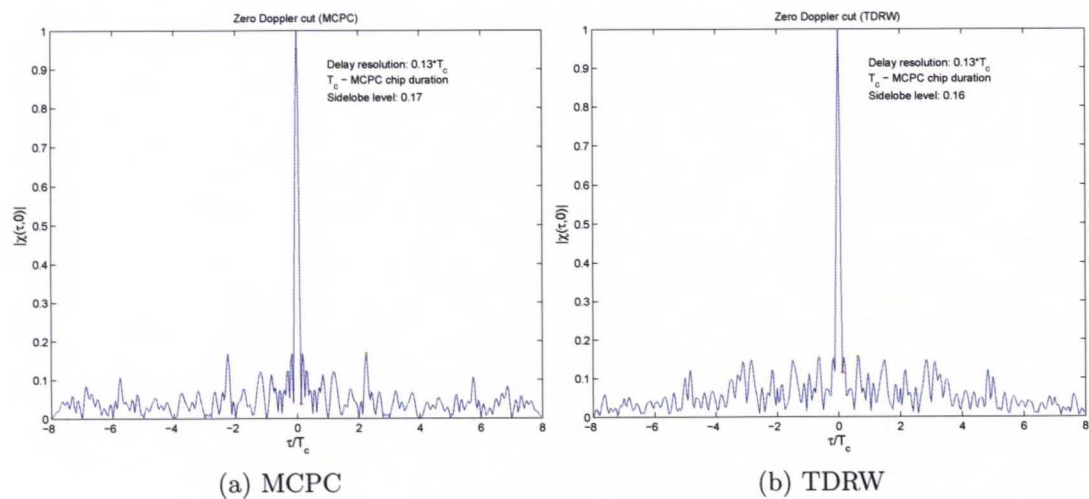 Zero Doppler cut (MCPC)
Delay resolution: 0.13*T_c
T_c − MCPC chip duration
Sidelobe level: 0.17
|χ(τ,0)|
1
0.9
0.8
0.7
0.6
0.5
0.4
0.3
0.2
0.1
0
−8 −6 −4 −2 0 2 4 6 8
τ/T_c
(a) MCPC
Zero Doppler cut (TDRW)
Delay resolution: 0.13*T_c
T_c − MCPC chip duration
Sidelobe level: 0.16
|χ(τ,0)|
1
0.9
0.8
0.7
0.6
0.5
0.4
0.3
0.2
0.1
0
−8 −6 −4 −2 0 2 4 6 8
τ/T_c
(b) TDRW